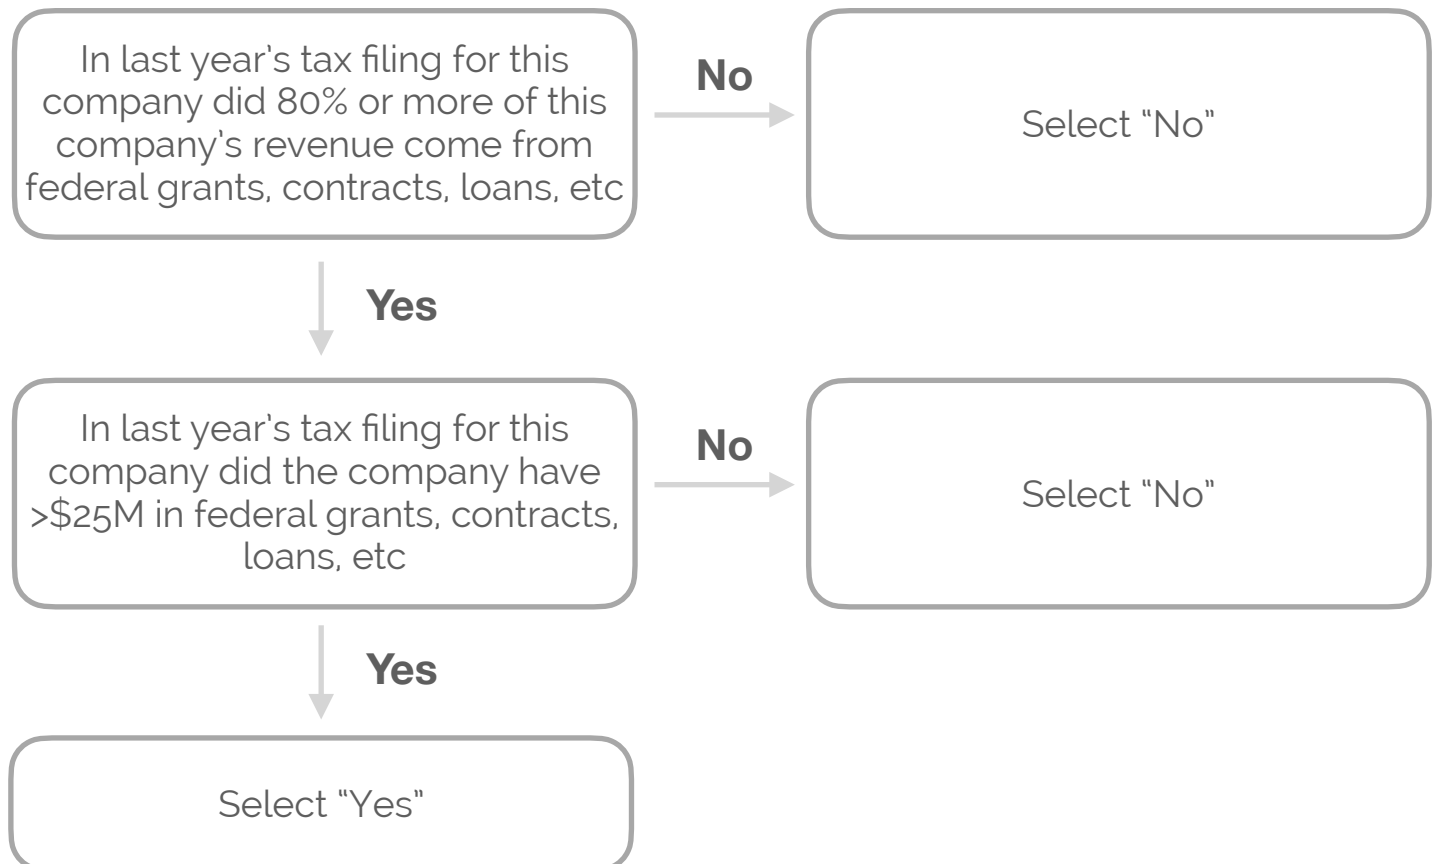 In last year’s tax filing for this
company did 80% or more of this
company’s revenue come from
federal grants, contracts, loans, etc
No
Select “No”
Yes
In last year’s tax filing for this
company did the company have
>$25M in federal grants, contracts,
loans, etc
No
Select “No”
Yes
Select “Yes”